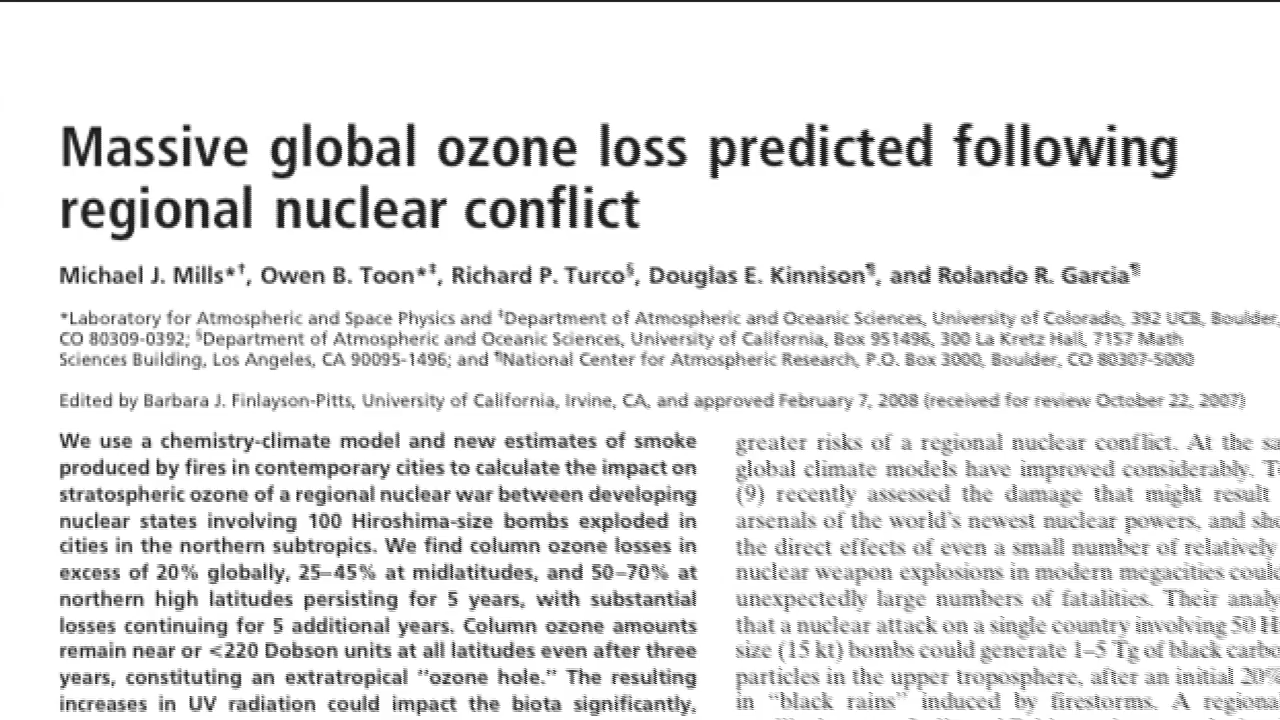 Massive global ozone loss predicted following
regional nuclear conflict
Michael J. Mills*†, Owen B. Toon*‡, Richard P. Turco§, Douglas E. Kinnison¶, and Rolando R. Garcia¶
*Laboratory for Atmospheric and Space Physics and ‡Department of Atmospheric and Oceanic Sciences, University of Colorado, 392 UCB, Boulder,
CO 80309-0392; §Department of Atmospheric and Oceanic Sciences, University of California, Box 951496, 300 La Kretz Hall, 7157 Math
Sciences Building, Los Angeles, CA 90095-1496; and ¶National Center for Atmospheric Research, P.O. Box 3000, Boulder, CO 80307-5000
Edited by Barbara J. Finlayson-Pitts, University of California, Irvine, CA, and approved February 7, 2008 (received for review October 22, 2007)
We use a chemistry-climate model and new estimates of smoke
produced by fires in contemporary cities to calculate the impact on
stratospheric ozone of a regional nuclear war between developing
nuclear states involving 100 Hiroshima-size bombs exploded in
cities in the northern subtropics. We find column ozone losses in
excess of 20% globally, 25–45% at midlatitudes, and 50–70% at
northern high latitudes persisting for 5 years, with substantial
losses continuing for 5 additional years. Column ozone amounts
remain near or <220 Dobson units at all latitudes even after three
years, constituting an extratropical "ozone hole." The resulting
increases in UV radiation could impact the biota significantly,
greater risks of a regional nuclear conflict. At the sa
global climate models have improved considerably. T
(9) recently assessed the damage that might result
arsenals of the world's newest nuclear powers, and sho
the direct effects of even a small number of relatively
nuclear weapon explosions in modern megacities could
unexpectedly large numbers of fatalities. Their analy
that a nuclear attack on a single country involving 50 H
size (15 kt) bombs could generate 1–5 Tg of black carbo
particles in the upper troposphere, after an initial 20%
in "black rains" induced by firestorms. A regional